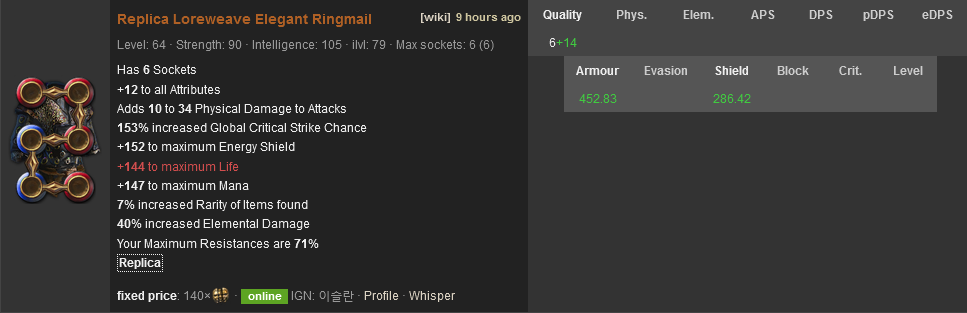 Replica Loreweave Elegant Ringmail [wiki] 9 hours ago
Level: 64 · Strength: 90 · Intelligence: 105 · ilvl: 79 · Max sockets: 6 (6)
Has 6 Sockets
+12 to all Attributes
Adds 10 to 34 Physical Damage to Attacks
153% increased Global Critical Strike Chance
+152 to maximum Energy Shield
+144 to maximum Life
+147 to maximum Mana
7% increased Rarity of Items found
40% increased Elemental Damage
Your Maximum Resistances are 71%
Replica
fixed price: 140× · online IGN: 이슬란 · Profile · Whisper
Quality Phys. Elem. APS DPS pDPS eDPS
6+14
Armour Evasion Shield Block Crit. Level
452.83 286.42